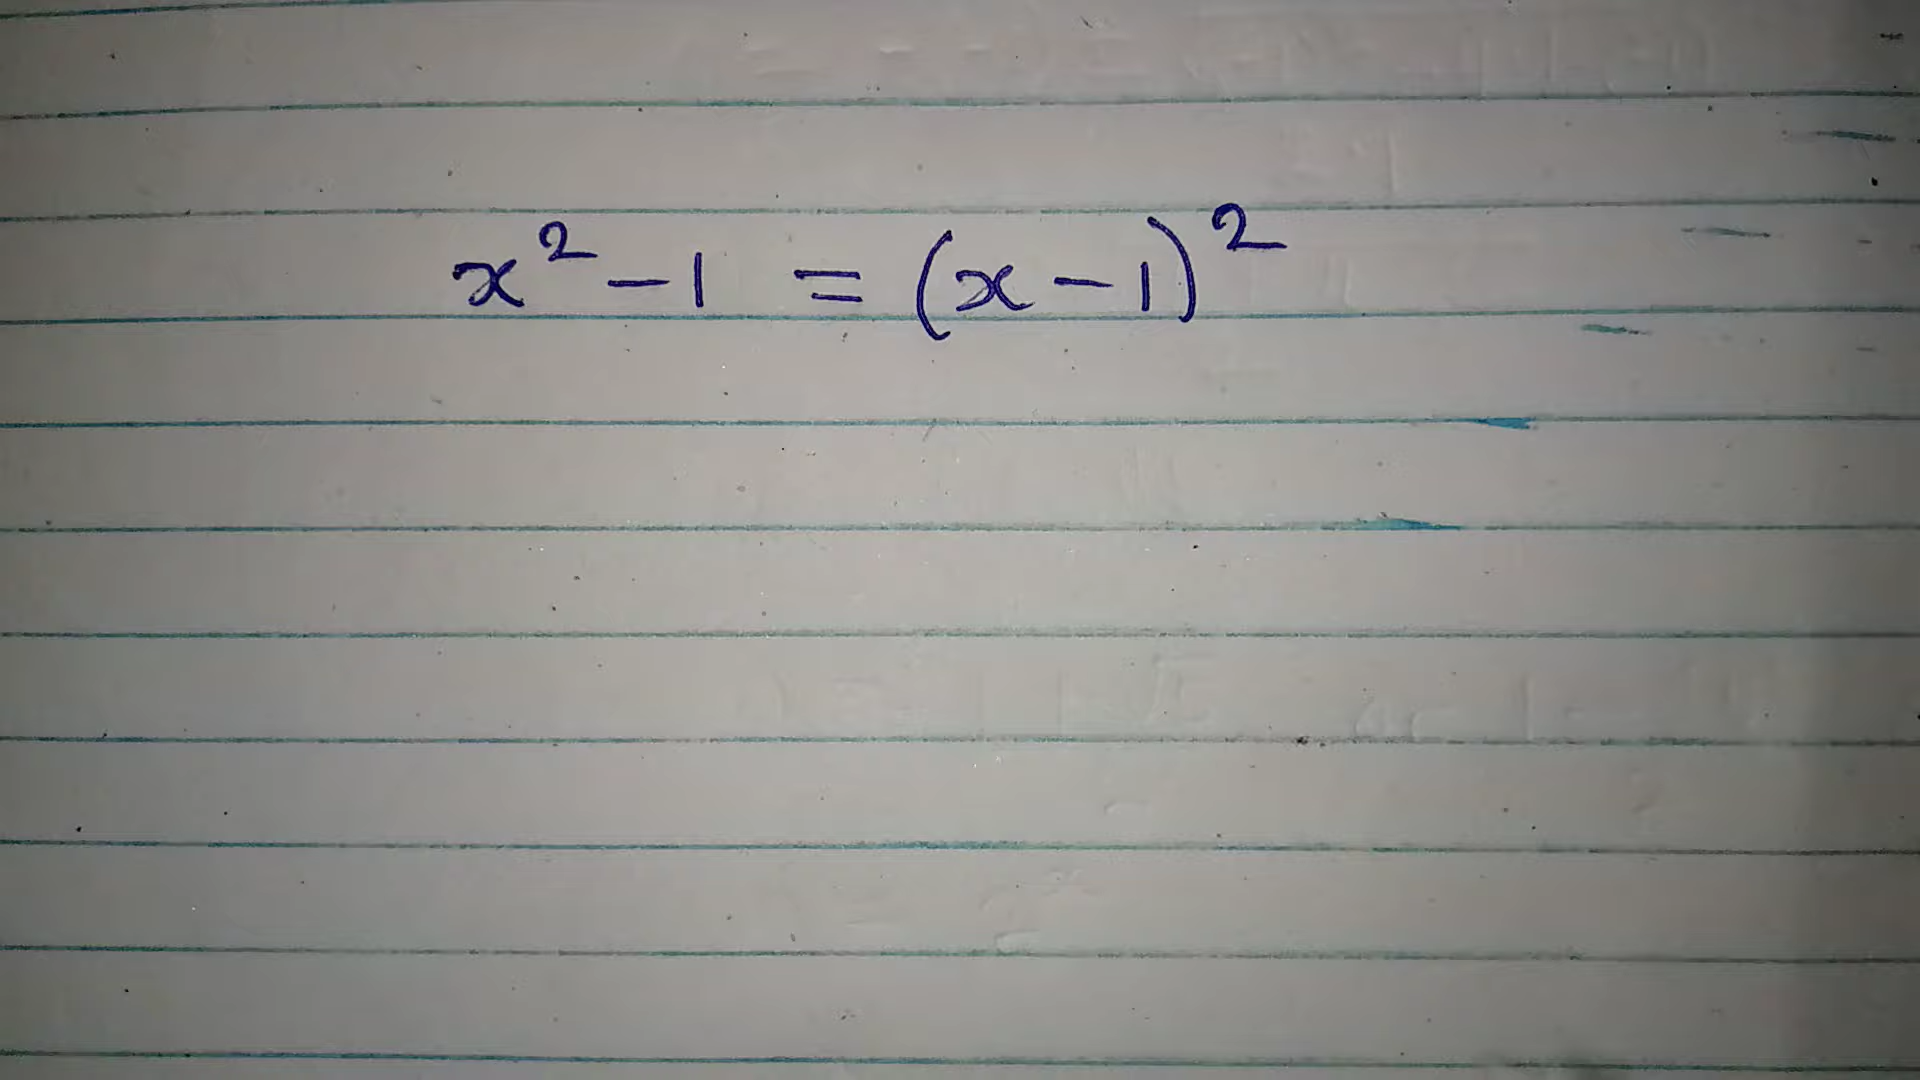 x² - 1 = (x - 1)²